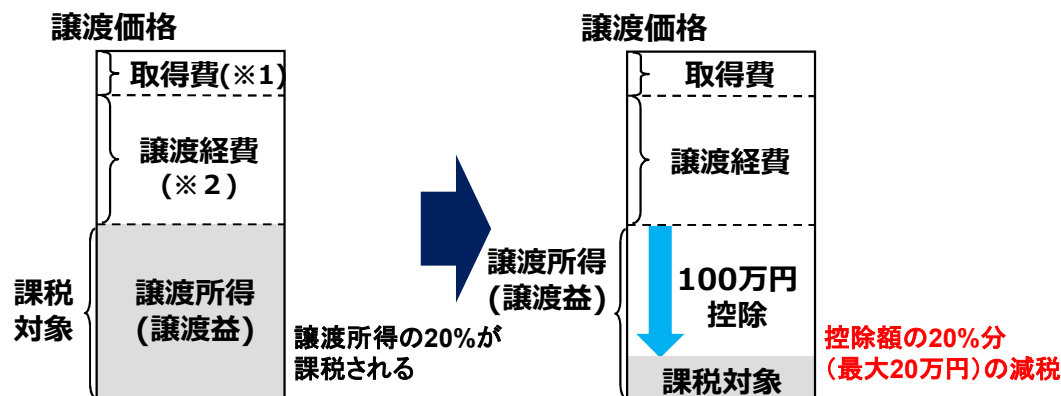 譲渡価格
取得費(※1)
譲渡経費
(※２)
課税
対象
譲渡所得
(譲渡益)
譲渡所得の20%が
課税される
譲渡価格
取得費
譲渡経費
譲渡所得
(譲渡益)
100万円
控除
課税対象
控除額の20%分
（最大20万円）の減税